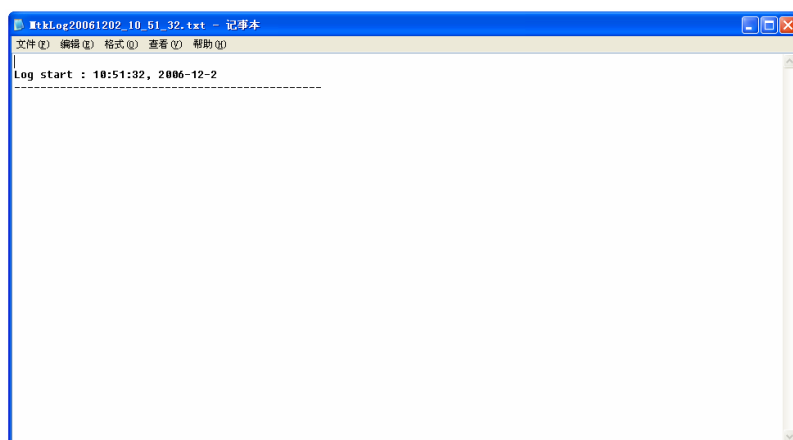 MtkLog20061202_10_51_32.txt - 记事本
文件(F) 编辑(E) 格式(O) 查看(V) 帮助(H)
Log start : 10:51:32, 2006-12-2
-----------------------------------------------